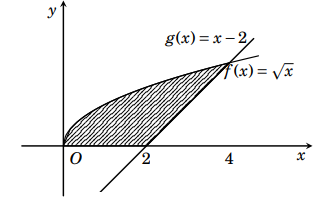 y
g(x) = x − 2
f(x) = √x
O 2 4 x